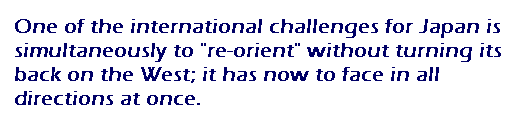 One of the international challenges for Japan is
simultaneously to "re-orient" without turning its
back on the West; it has now to face in all
directions at once.